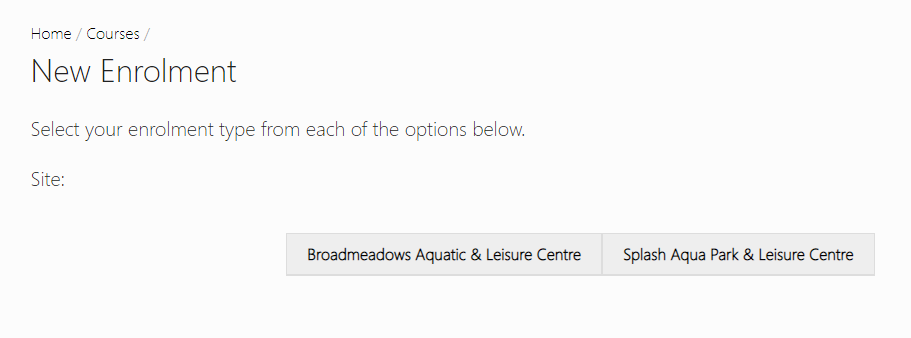 Home / Courses /
New Enrolment
Select your enrolment type from each of the options below.
Site:
Broadmeadows Aquatic & Leisure Centre Splash Aqua Park & Leisure Centre